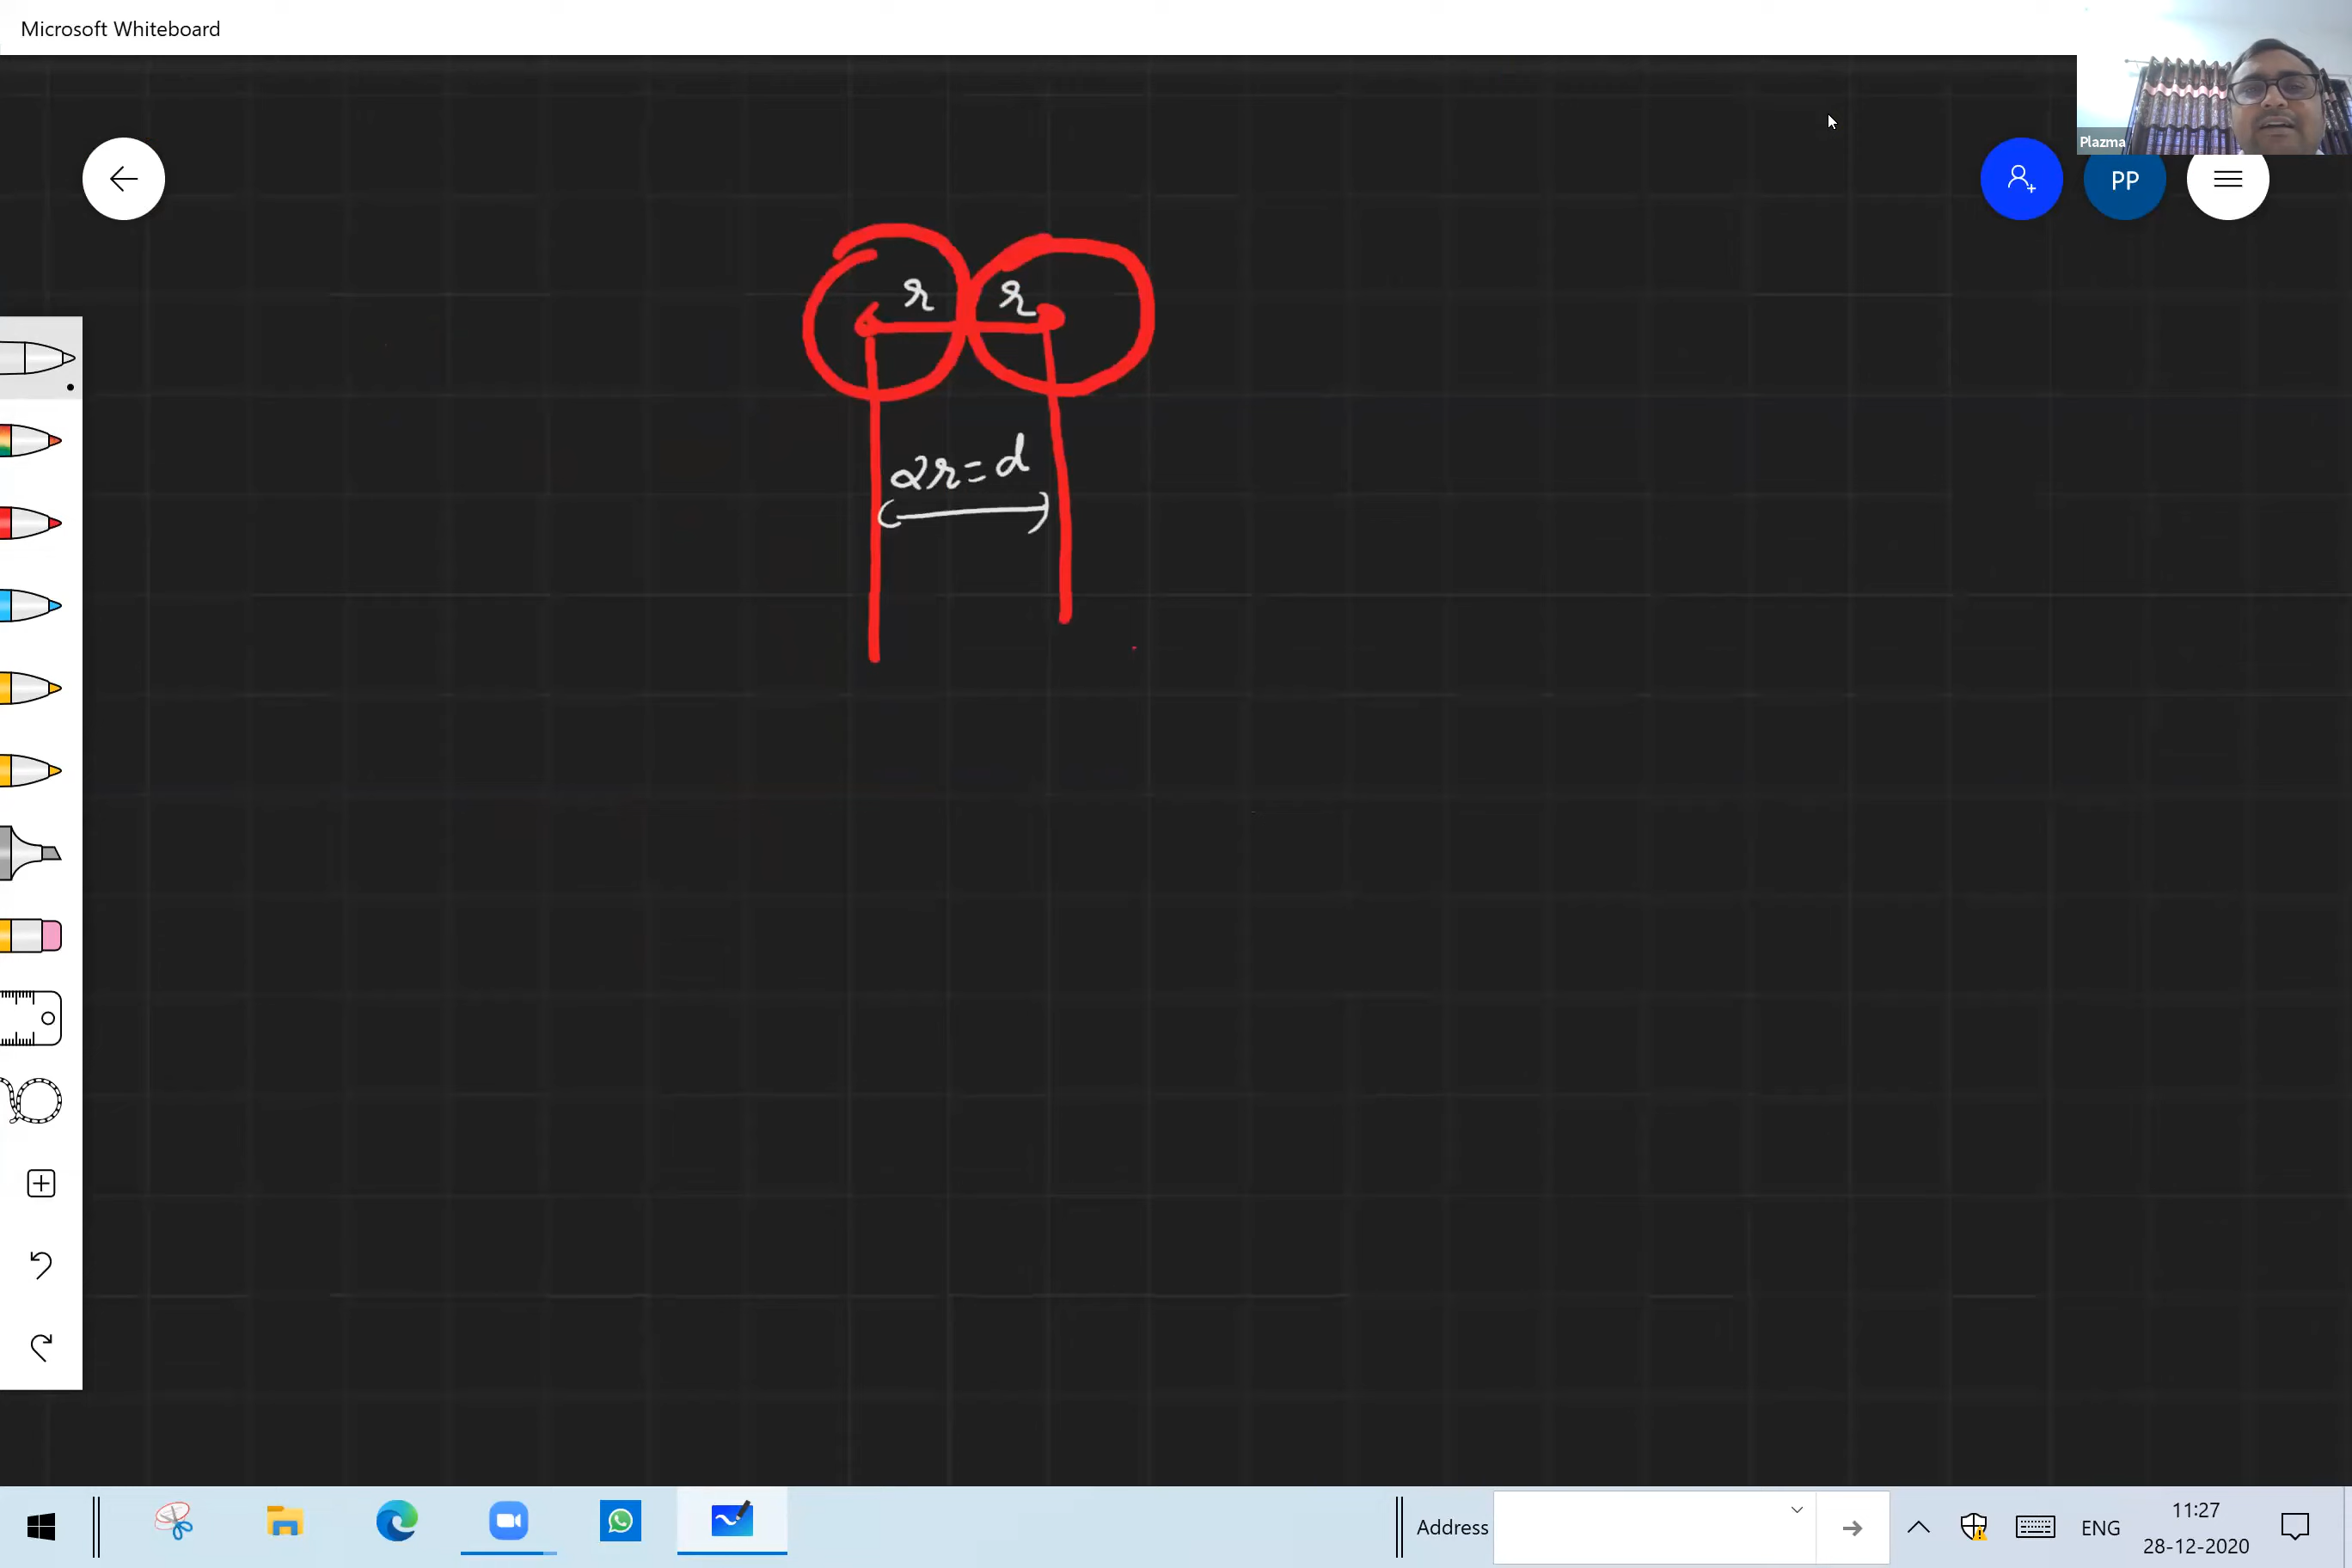 Microsoft Whiteboard
Plazma
PP
r r
2r = d
Address
ENG
11:27
28-12-2020